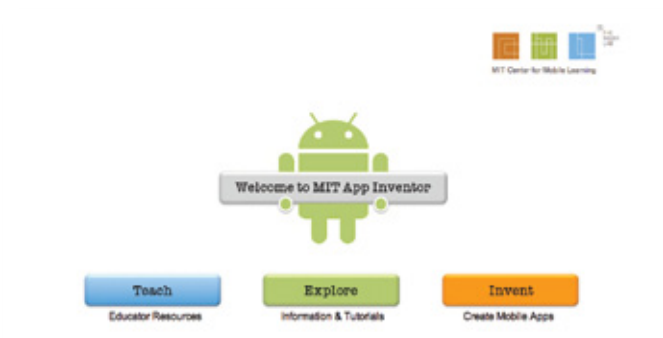 MIT Center for Mobile Learning
Welcome to MIT App Inventor
Teach
Explore
Invent
Educator Resources
Information & Tutorials
Create Mobile Apps